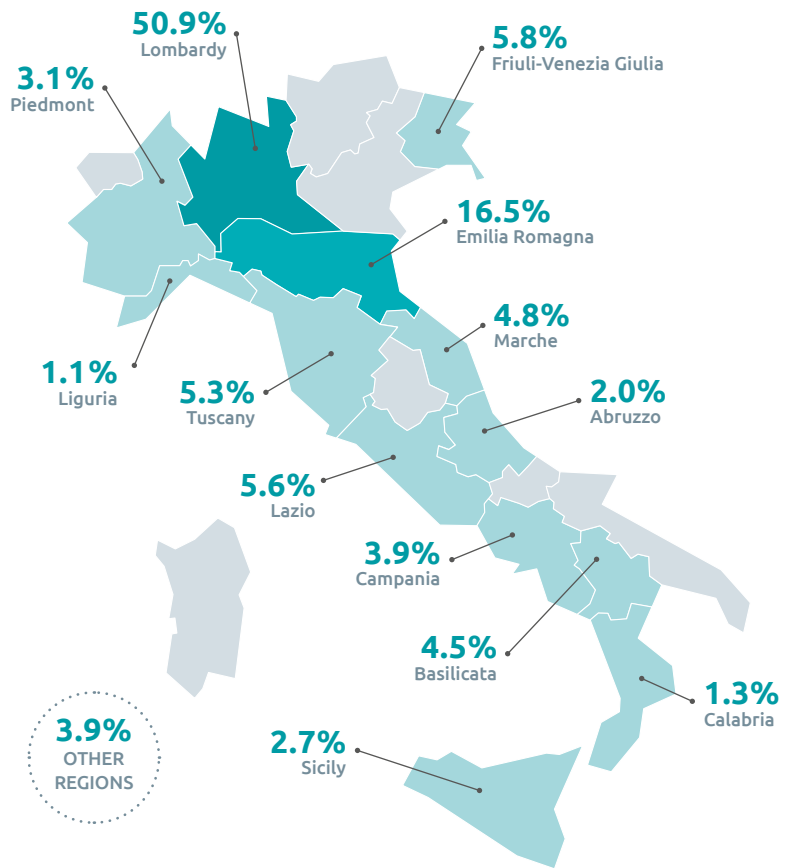 50.9%
Lombardy
5.8%
Friuli-Venezia Giulia
3.1%
Piedmont
16.5%
Emilia Romagna
4.8%
Marche
1.1%
Liguria
5.3%
Tuscany
2.0%
Abruzzo
5.6%
Lazio
3.9%
Campania
4.5%
Basilicata
1.3%
Calabria
3.9%
OTHER
REGIONS
2.7%
Sicily